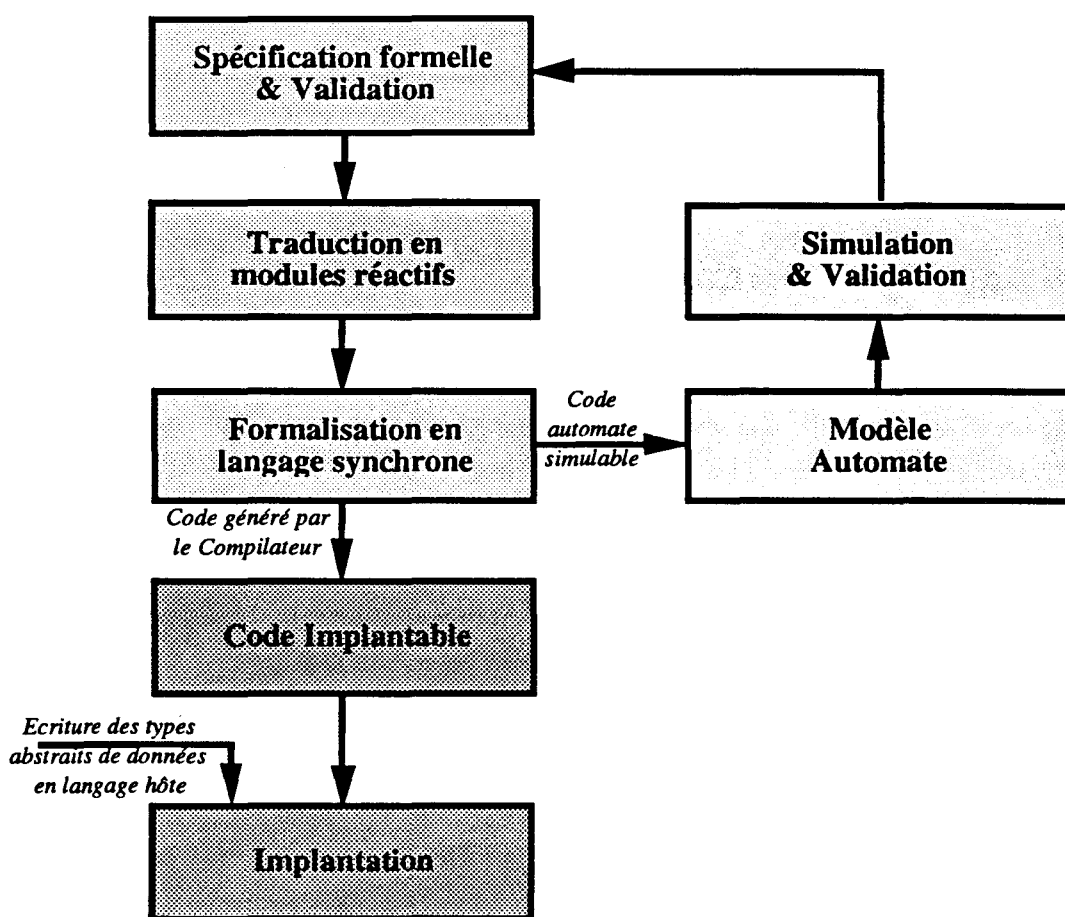 Spécification formelle
& Validation
Traduction en
modules réactifs
Simulation
& Validation
Formalisation en
langage synchrone
Code
automate
simulable
Modèle
Automate
Code généré par
le Compilateur
Code Implantable
Ecriture des types
abstraits de données
en langage hôte
Implantation